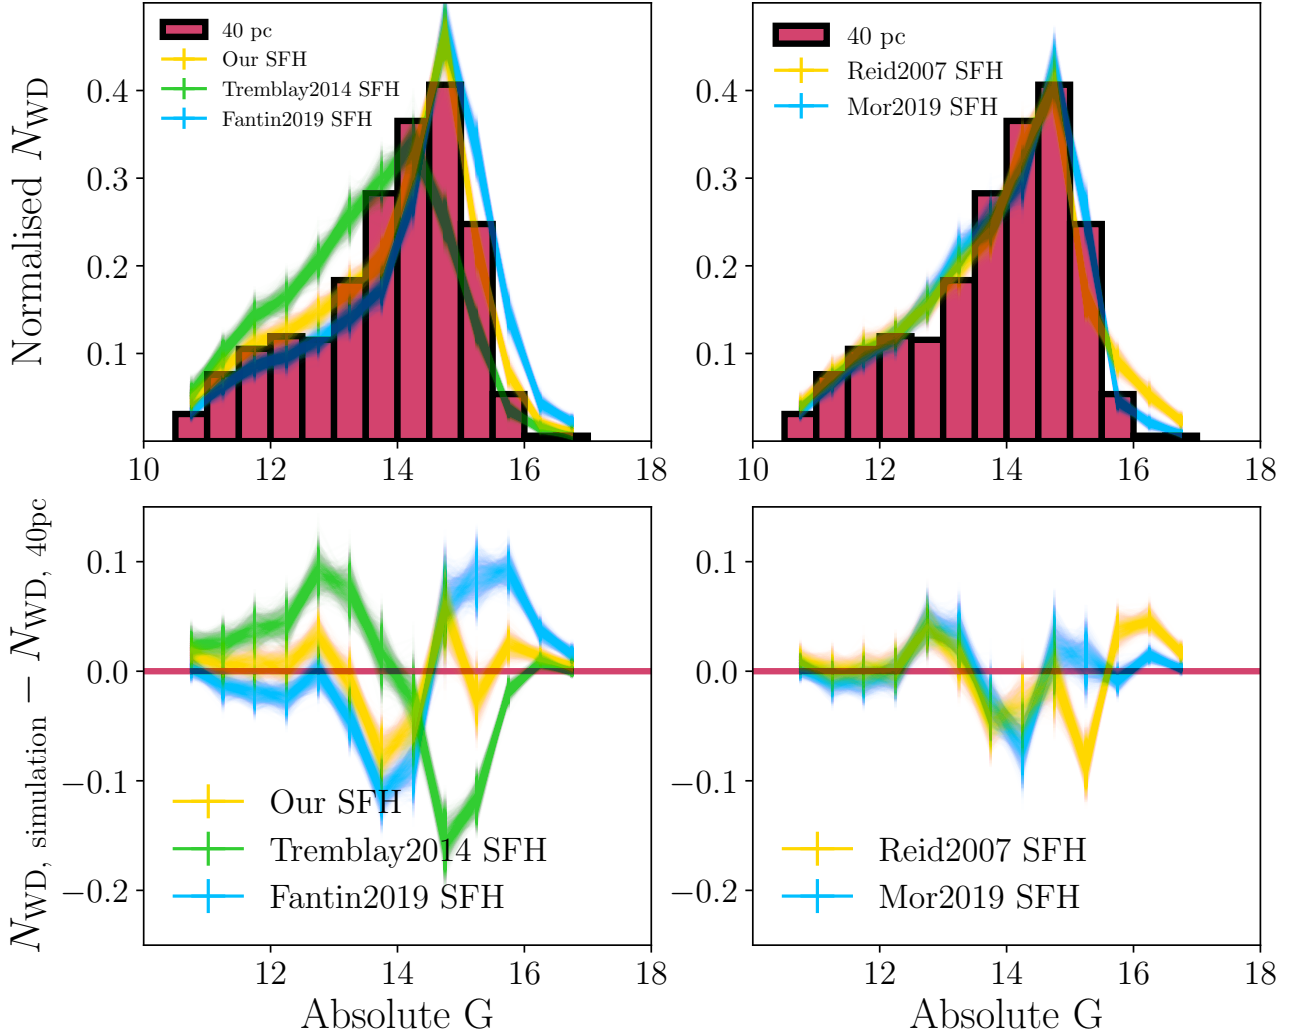 40 pc
Our SFH
Tremblay2014 SFH
Fantin2019 SFH
Normalised N_WD
0.4
0.3
0.2
0.1
10 12 14 16 18
40 pc
Reid2007 SFH
Mor2019 SFH
0.4
0.3
0.2
0.1
10 12 14 16 18
N_WD, simulation − N_WD, 40pc
0.1
0.0
−0.1
−0.2
Our SFH
Tremblay2014 SFH
Fantin2019 SFH
12 14 16 18
Absolute G
0.1
0.0
−0.1
−0.2
Reid2007 SFH
Mor2019 SFH
12 14 16 18
Absolute G